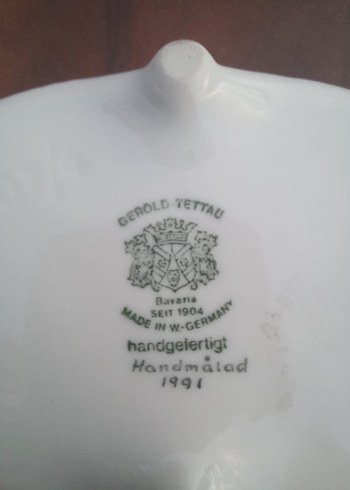 GEROLD-TETTAU
Bavaria
SEIT 1904
MADE IN W.-GERMANY
handgefertigt
Handmålad
1991